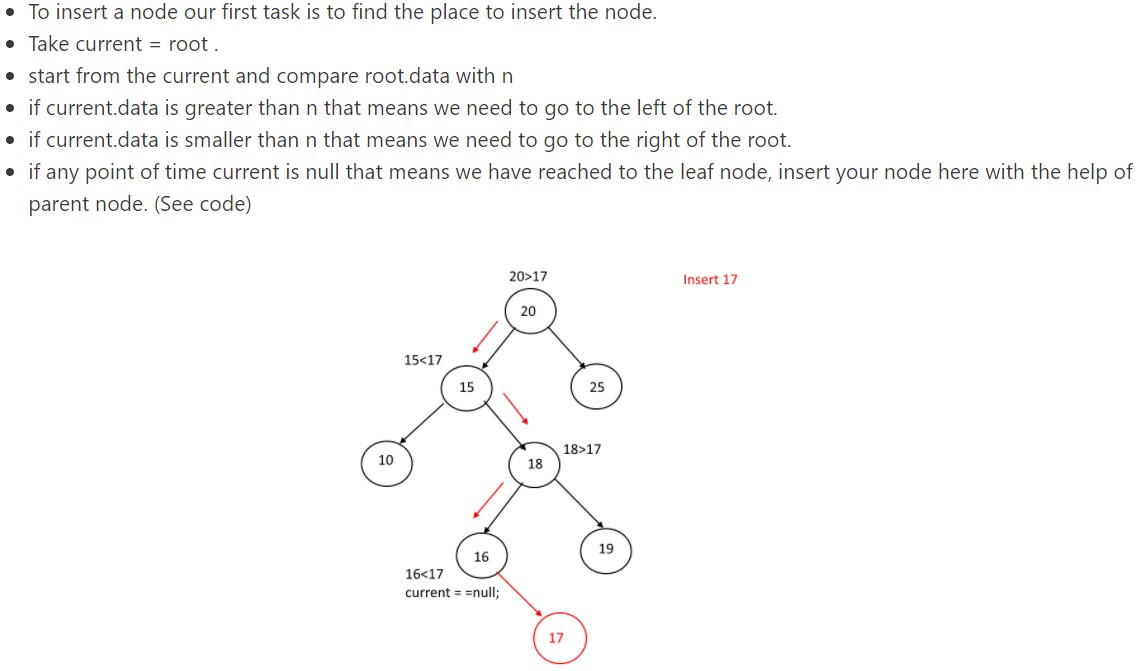 • To insert a node our first task is to find the place to insert the node.
• Take current = root .
• start from the current and compare root.data with n
• if current.data is greater than n that means we need to go to the left of the root.
• if current.data is smaller than n that means we need to go to the right of the root.
• if any point of time current is null that means we have reached to the leaf node, insert your node here with the help of
parent node. (See code)
20>17
Insert 17
20
15<17
15
25
18>17
10
18
16
19
16<17
current = =null;
17